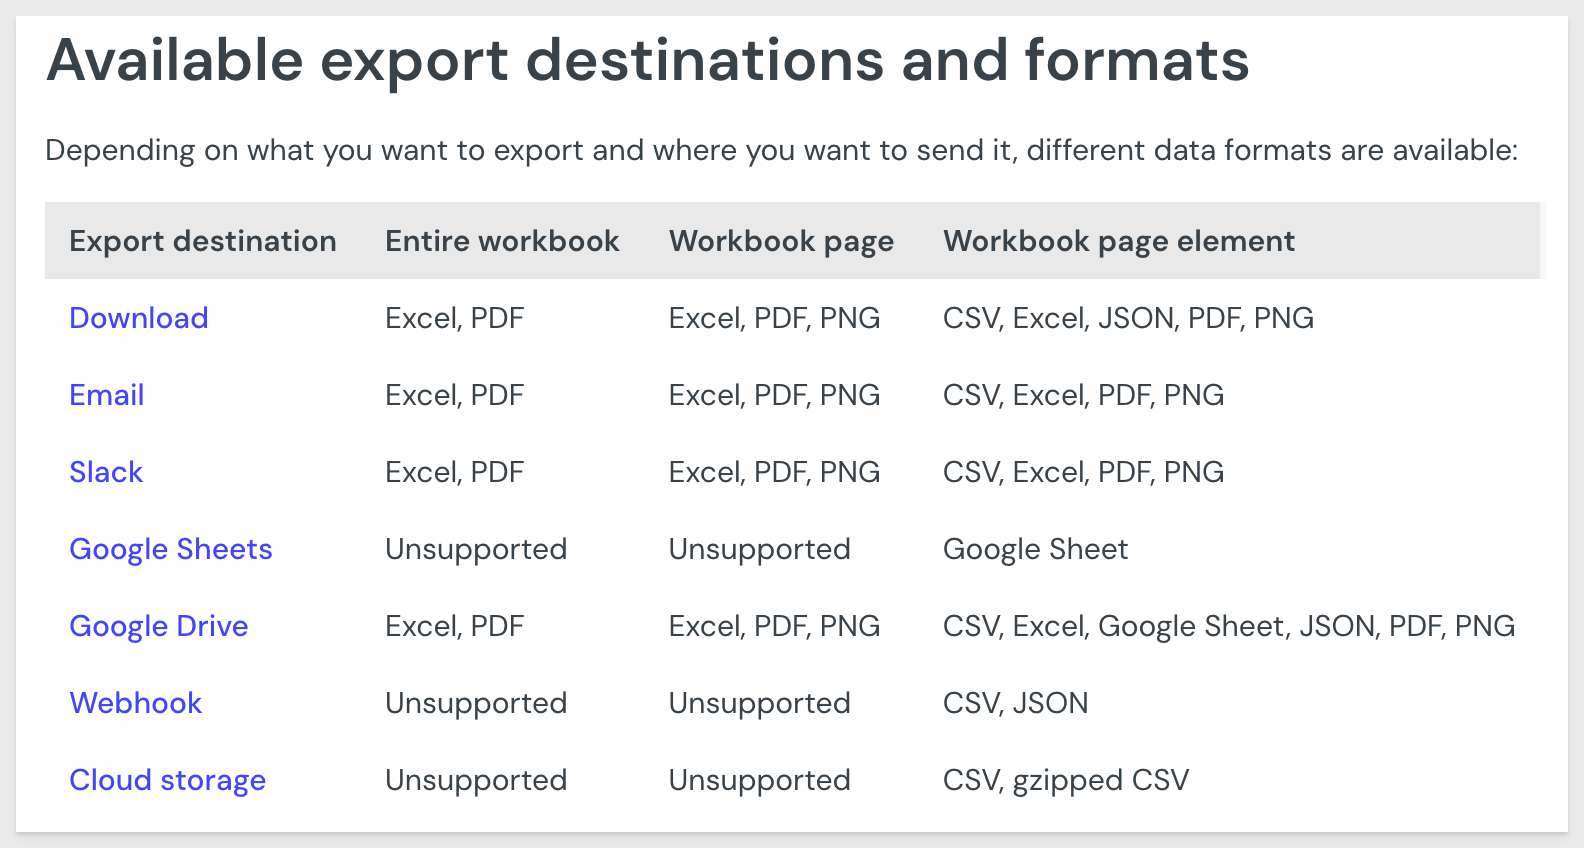 Available export destinations and formats
Depending on what you want to export and where you want to send it, different data formats are available:
Export destination Entire workbook Workbook page Workbook page element
Download Excel, PDF Excel, PDF, PNG CSV, Excel, JSON, PDF, PNG
Email Excel, PDF Excel, PDF, PNG CSV, Excel, PDF, PNG
Slack Excel, PDF Excel, PDF, PNG CSV, Excel, PDF, PNG
Google Sheets Unsupported Unsupported Google Sheet
Google Drive Excel, PDF Excel, PDF, PNG CSV, Excel, Google Sheet, JSON, PDF, PNG
Webhook Unsupported Unsupported CSV, JSON
Cloud storage Unsupported Unsupported CSV, gzipped CSV